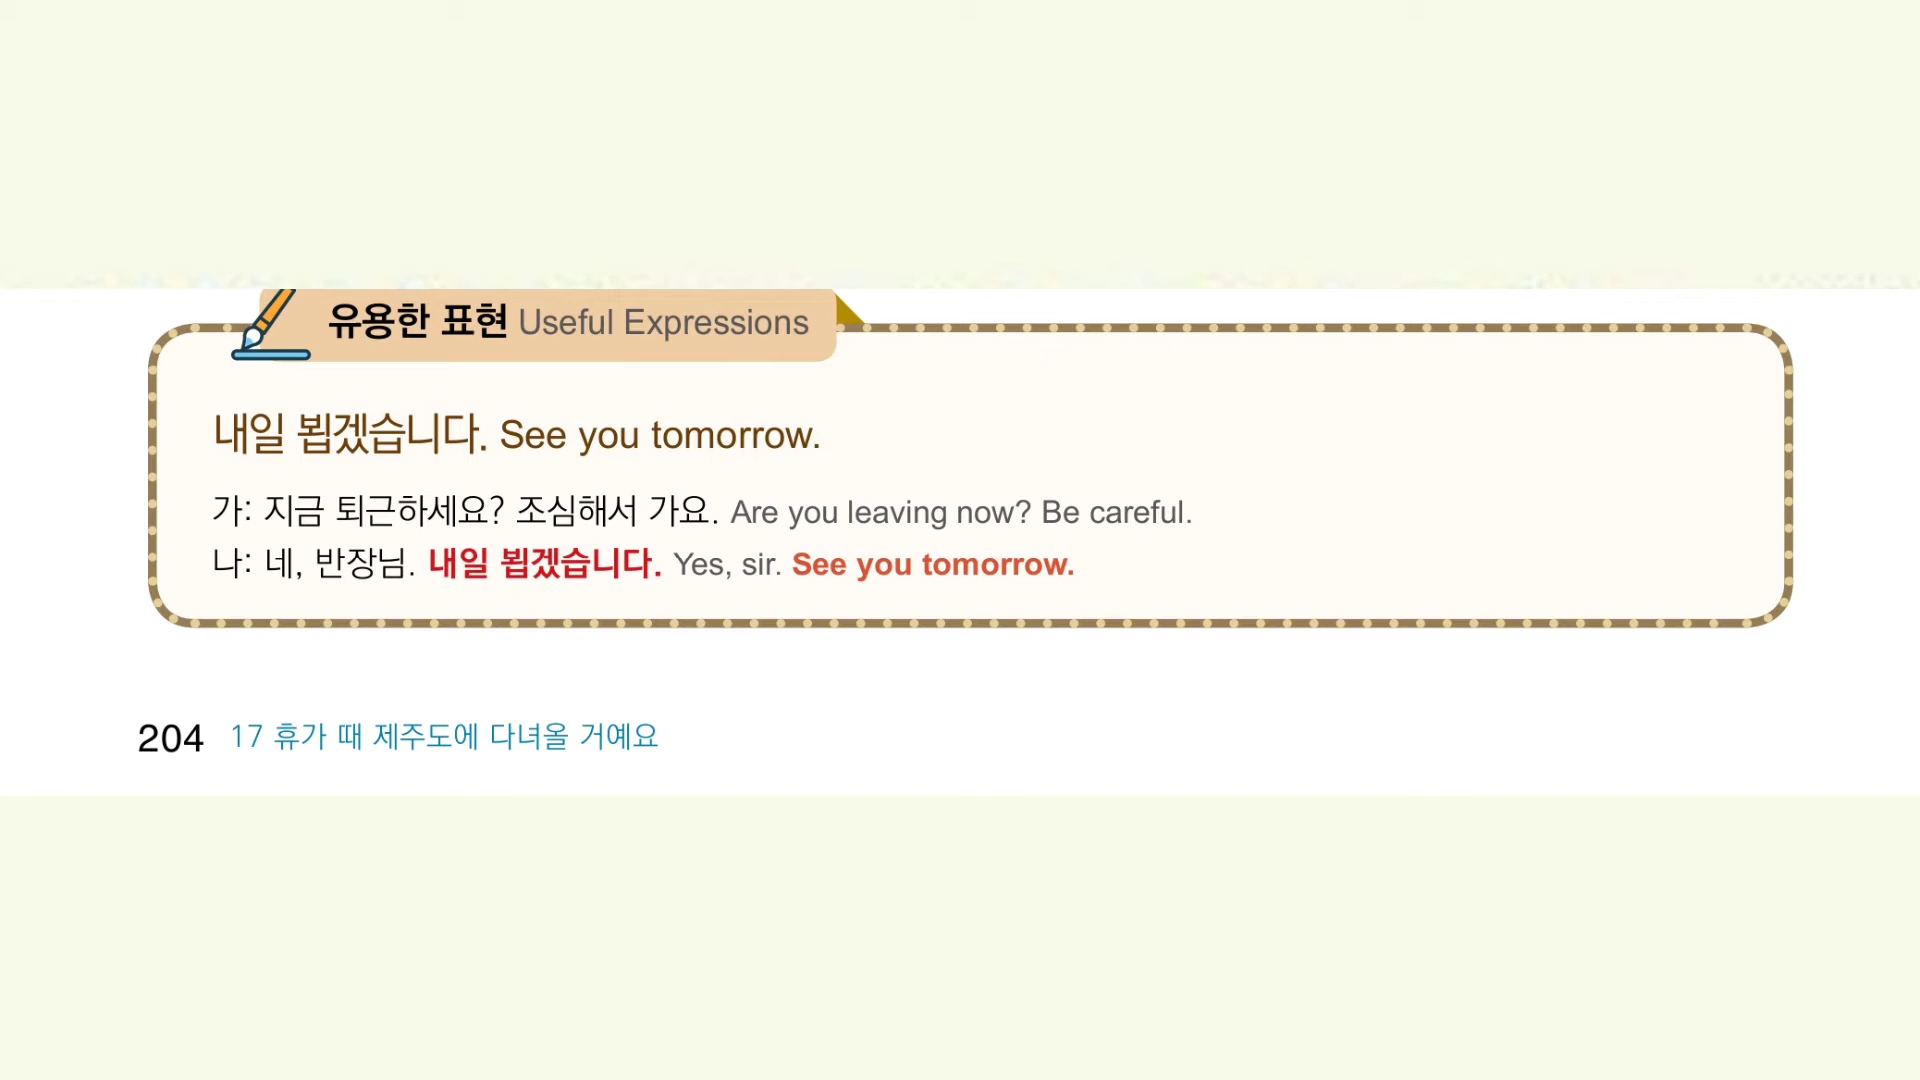 유용한 표현 Useful Expressions
내일 뵙겠습니다. See you tomorrow.
가: 지금 퇴근하세요? 조심해서 가요. Are you leaving now? Be careful.
나: 네, 반장님. 내일 뵙겠습니다. Yes, sir. See you tomorrow.
204 17 휴가 때 제주도에 다녀올 거예요